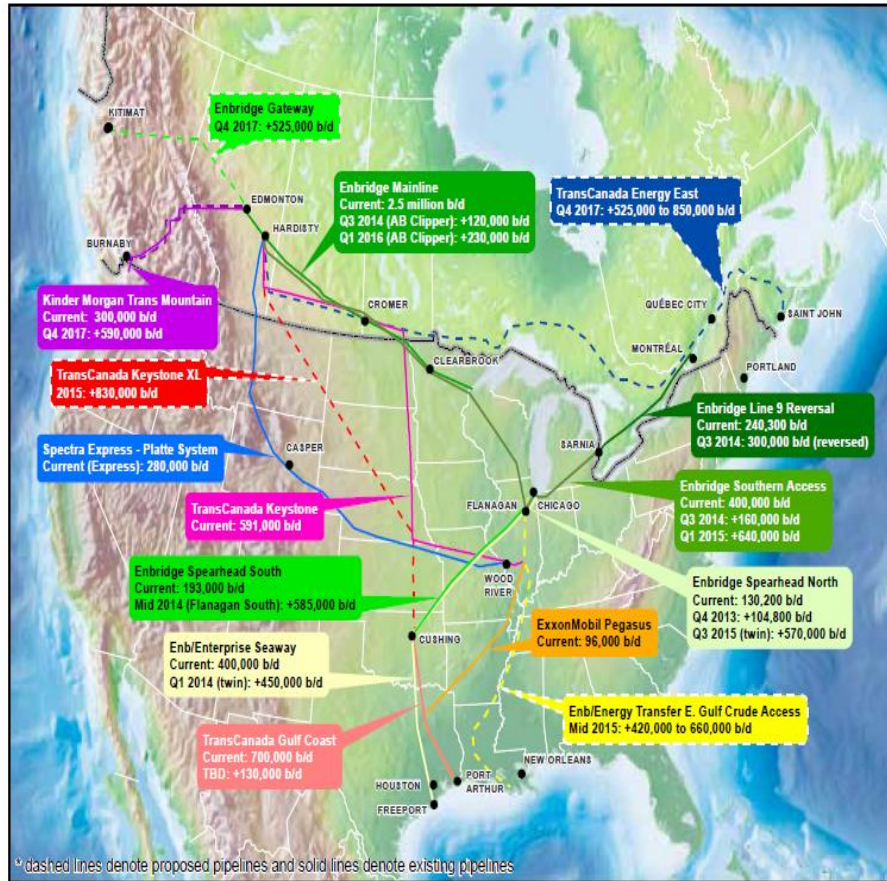 Enbridge Gateway
Q4 2017: +525,000 b/d
KITIMAT
EDMONTON
HARDISTY
BURNABY
Enbridge Mainline
Current: 2.5 million b/d
Q3 2014 (AB Clipper): +120,000 b/d
Q1 2016 (AB Clipper): +230,000 b/d
TransCanada Energy East
Q4 2017: +525,000 to 850,000 b/d
Kinder Morgan Trans Mountain
Current: 300,000 b/d
Q4 2017: +590,000 b/d
CROMER
QUÉBEC CITY
SAINT JOHN
MONTRÉAL
PORTLAND
CLEARBROOK
TransCanada Keystone XL
2015: +830,000 b/d
Enbridge Line 9 Reversal
Current: 240,300 b/d
Q3 2014: 300,000 b/d (reversed)
SARNIA
Spectra Express - Platte System
Current (Express): 280,000 b/d
CASPER
TransCanada Keystone
Current: 591,000 b/d
FLANAGAN
CHICAGO
Enbridge Southern Access
Current: 400,000 b/d
Q3 2014: +160,000 b/d
Q1 2015: +640,000 b/d
Enbridge Spearhead South
Current: 193,000 b/d
Mid 2014 (Flanagan South): +585,000 b/d
WOOD
RIVER
Enbridge Spearhead North
Current: 130,200 b/d
Q4 2013: +104,800 b/d
Q3 2015 (twin): +570,000 b/d
CUSHING
ExxonMobil Pegasus
Current: 96,000 b/d
Enb/Enterprise Seaway
Current: 400,000 b/d
Q1 2014 (twin): +450,000 b/d
Enb/Energy Transfer E. Gulf Crude Access
Mid 2015: +420,000 to 660,000 b/d
TransCanada Gulf Coast
Current: 700,000 b/d
TBD: +130,000 b/d
NEW ORLEANS
HOUSTON
PORT
ARTHUR
FREEPORT
* dashed lines denote proposed pipelines and solid lines denote existing pipelines